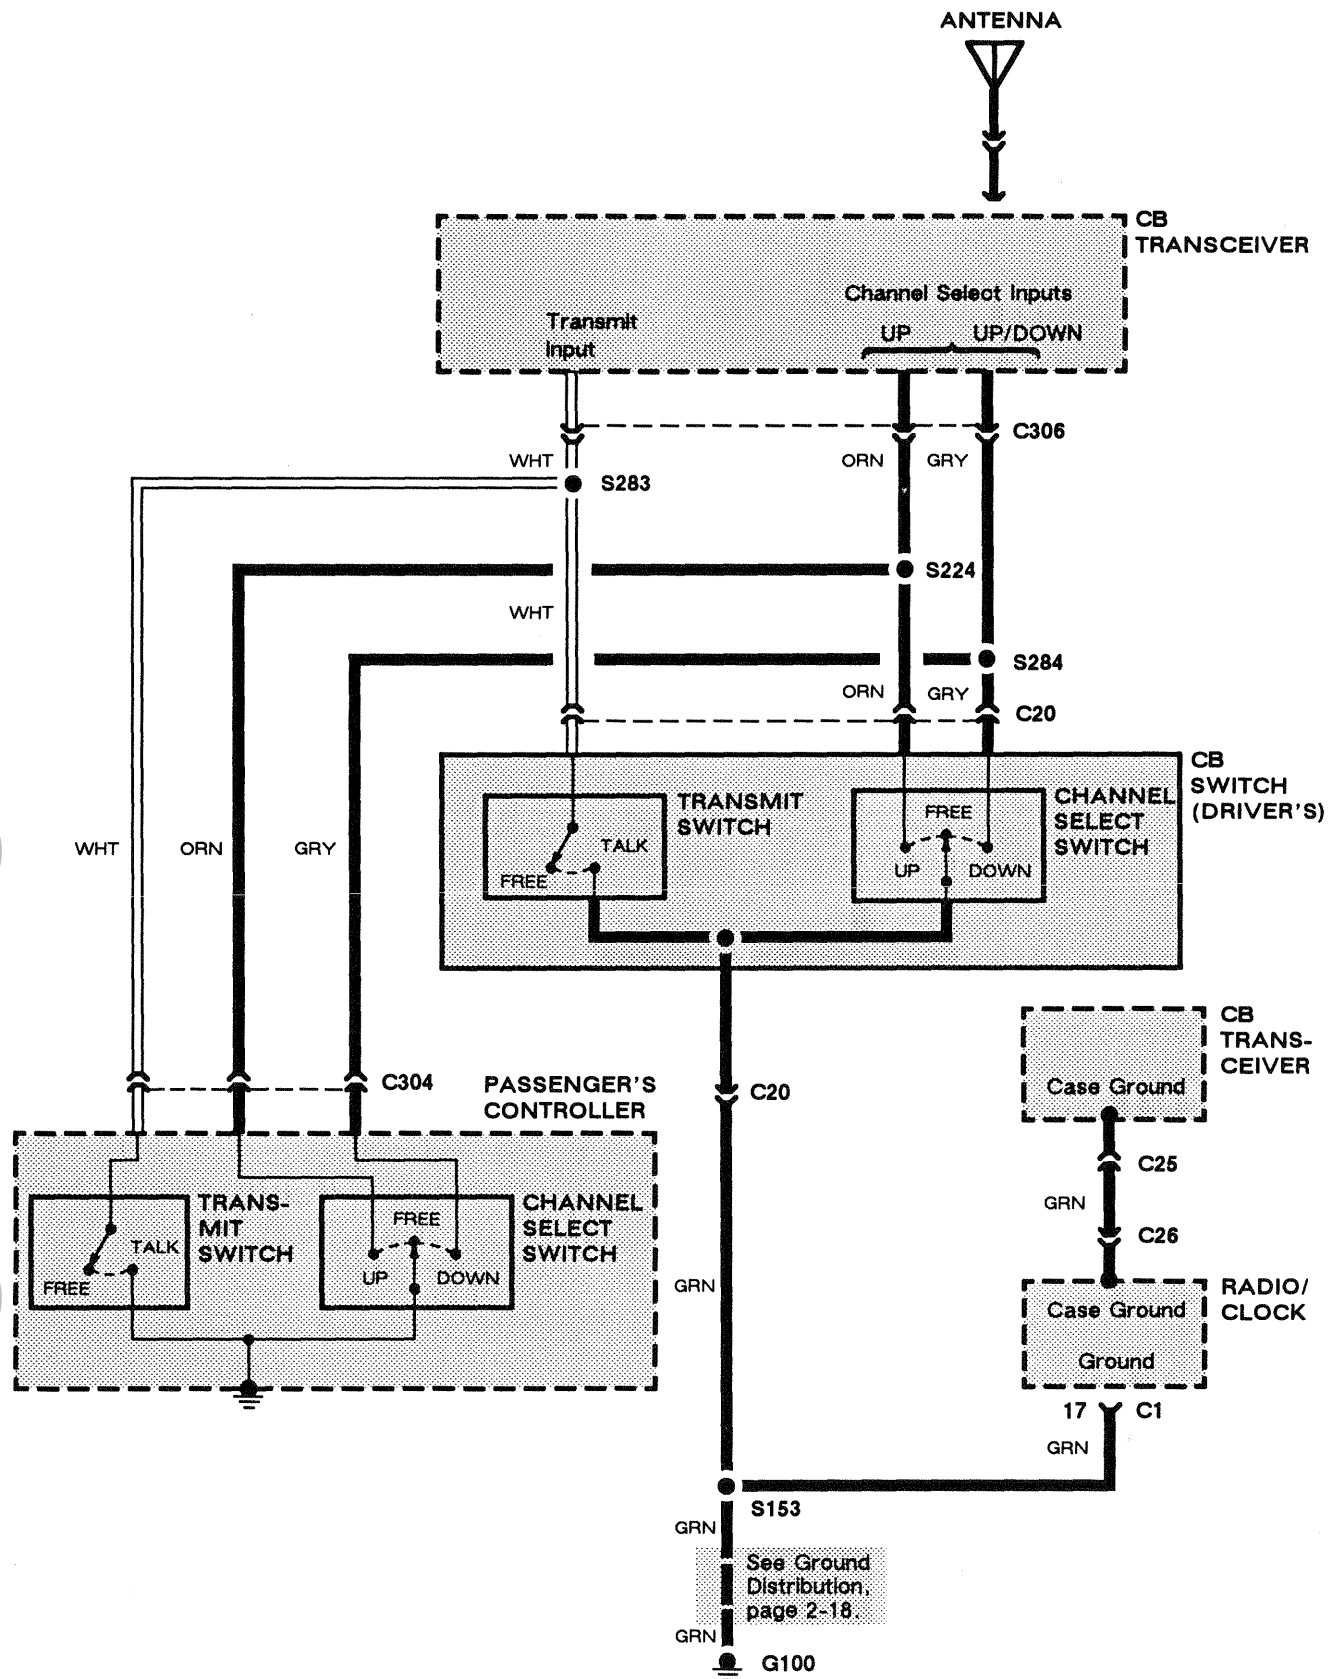 ANTENNA
CB
TRANSCEIVER
Channel Select Inputs
Transmit
Input
UP
UP/DOWN
C306
WHT
ORN
GRY
S283
S224
WHT
S284
ORN
GRY
C20
CB
SWITCH
(DRIVER'S)
TRANSMIT
SWITCH
TALK
FREE
CHANNEL
SELECT
SWITCH
FREE
UP
DOWN
WHT
ORN
GRY
C304
PASSENGER'S
CONTROLLER
C20
CB
TRANS-
CEIVER
Case Ground
C25
GRN
C26
TRANS-
MIT
SWITCH
TALK
FREE
CHANNEL
SELECT
SWITCH
FREE
UP
DOWN
GRN
RADIO/
CLOCK
Case Ground
Ground
17
C1
GRN
S153
GRN
See Ground
Distribution,
page 2-18.
GRN
G100